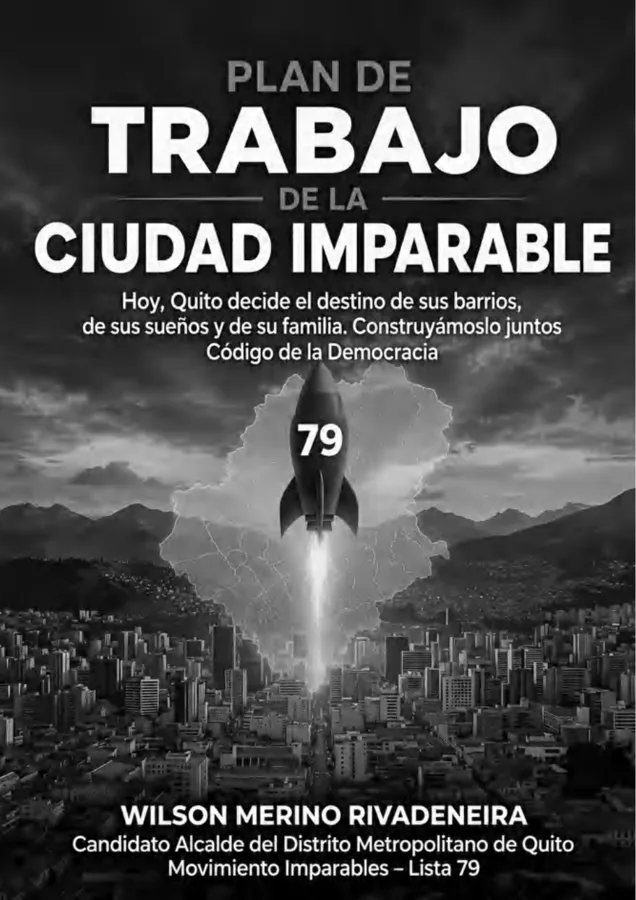 PLAN DE
TRABAJO
DE LA
CIUDAD IMPARABLE
Hoy, Quito decide el destino de sus barrios,
de sus sueños y de su familia. Construyámoslo juntos
Código de la Democracia
79
WILSON MERINO RIVADENEIRA
Candidato Alcalde del Distrito Metropolitano de Quito
Movimiento Imparables – Lista 79